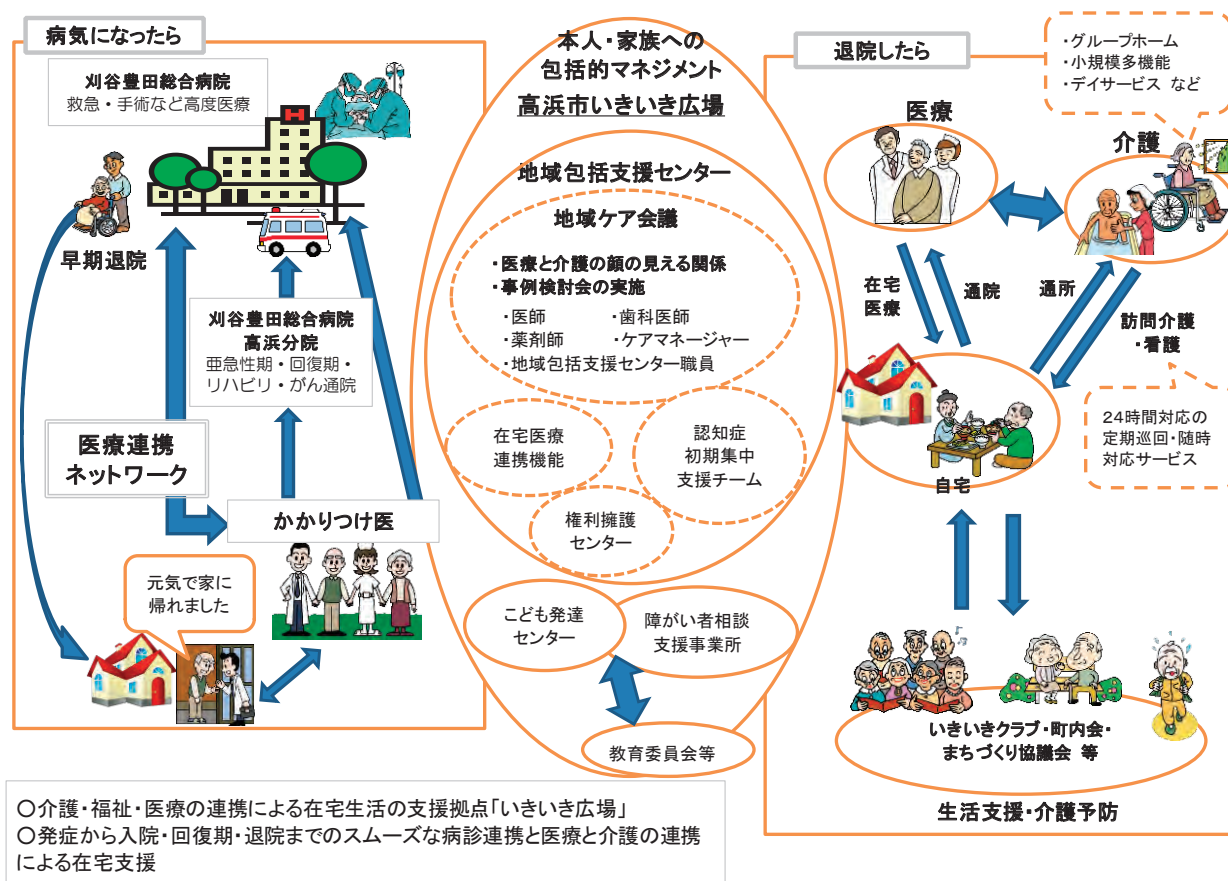 病気になったら
刈谷豊田総合病院
救急・手術など高度医療
H
早期退院
刈谷豊田総合病院
高浜分院
亜急性期・回復期・
リハビリ・がん通院
医療連携
ネットワーク
かかりつけ医
元気で家に
帰れました
本人・家族への
包括的マネジメント
高浜市いきいき広場
地域包括支援センター
地域ケア会議
・医療と介護の顔の見える関係
・事例検討会の実施
・医師 ・歯科医師
・薬剤師 ・ケアマネージャー
・地域包括支援センター職員
在宅医療
連携機能
認知症
初期集中
支援チーム
権利擁護
センター
こども発達
センター
障がい者相談
支援事業所
教育委員会等
退院したら
・グループホーム
・小規模多機能
・デイサービス など
医療
介護
在宅
医療
通院
通所
訪問介護
・看護
24時間対応の
定期巡回・随時
対応サービス
自宅
いきいきクラブ・町内会・
まちづくり協議会 等
生活支援・介護予防
○介護・福祉・医療の連携による在宅生活の支援拠点「いきいき広場」
○発症から入院・回復期・退院までのスムーズな病診連携と医療と介護の連携
による在宅支援